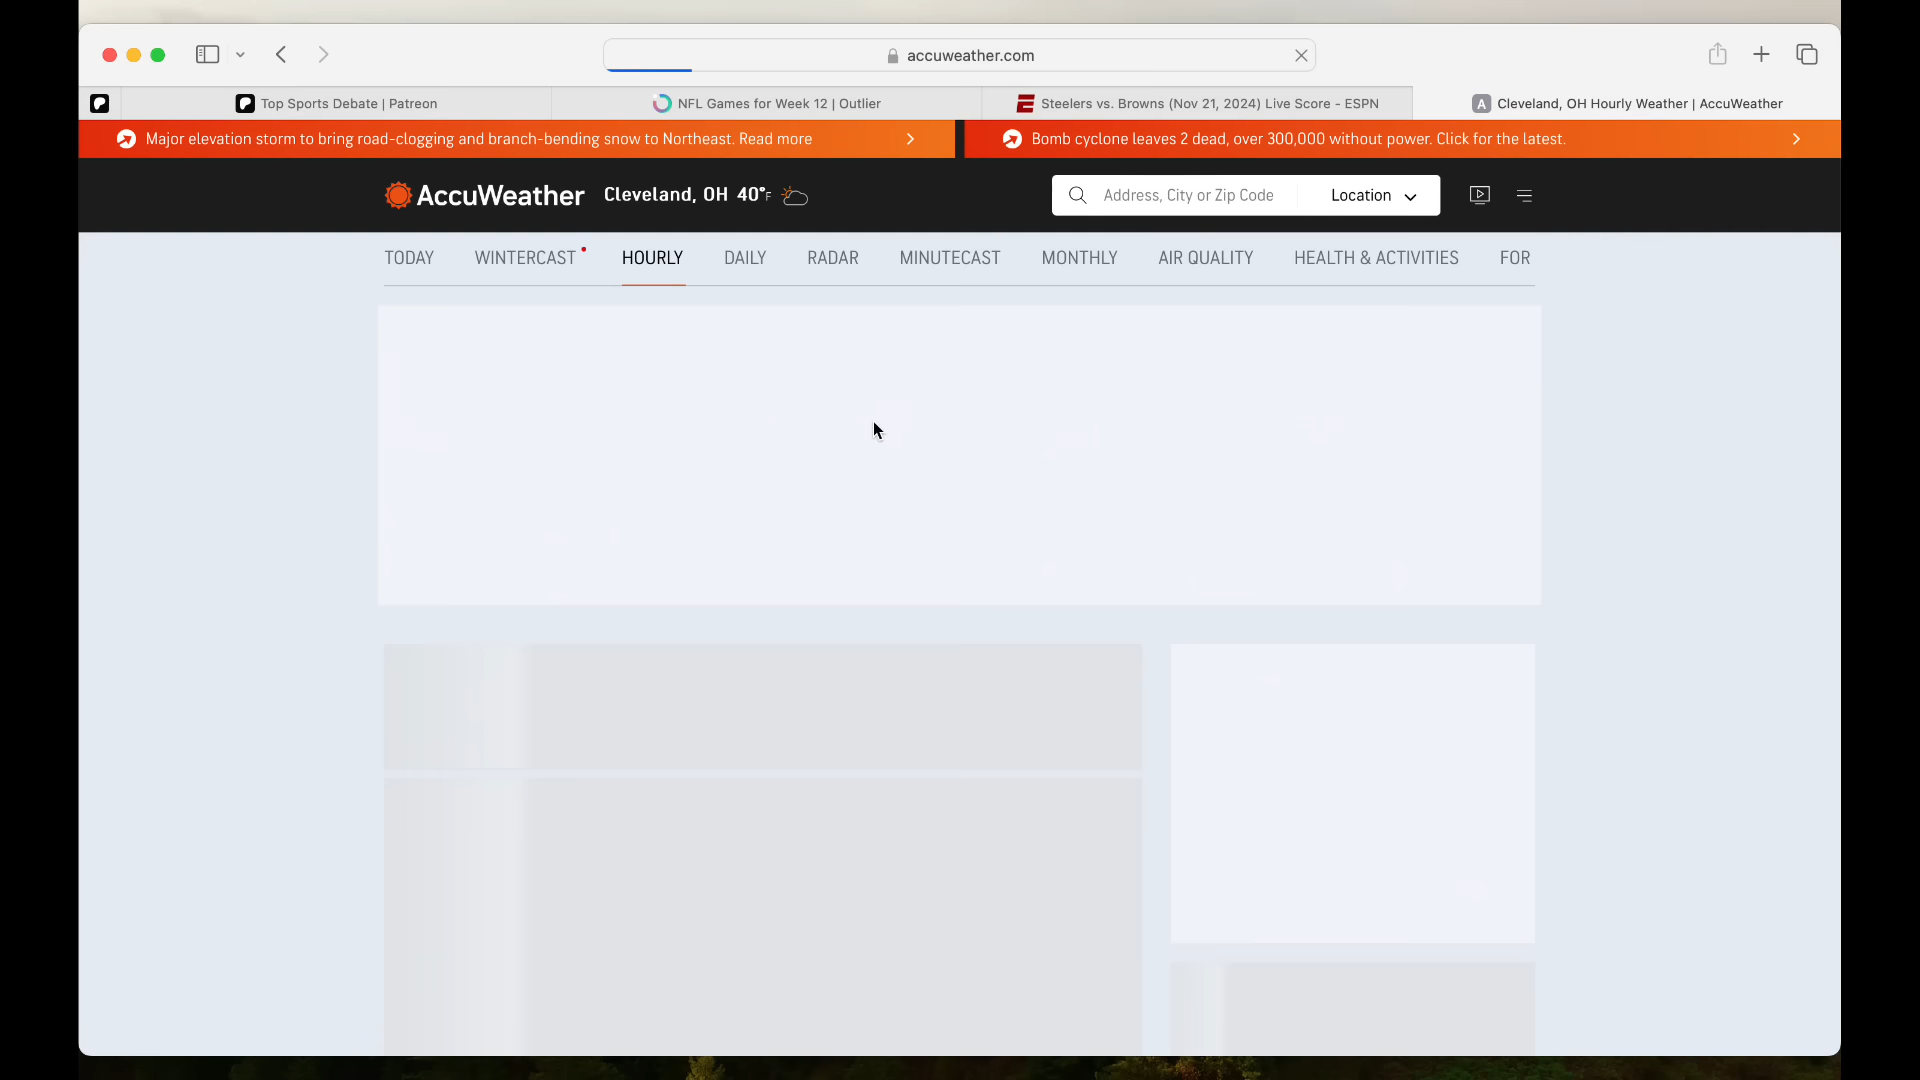 accuweather.com
Top Sports Debate | Patreon
NFL Games for Week 12 | Outlier
Steelers vs. Browns (Nov 21, 2024) Live Score - ESPN
A Cleveland, OH Hourly Weather | AccuWeather
Major elevation storm to bring road-clogging and branch-bending snow to Northeast. Read more
Bomb cyclone leaves 2 dead, over 300,000 without power. Click for the latest.
AccuWeather
Cleveland, OH 40°F
Address, City or Zip Code
Location
TODAY
WINTERCAST
HOURLY
DAILY
RADAR
MINUTECAST
MONTHLY
AIR QUALITY
HEALTH & ACTIVITIES
FOR